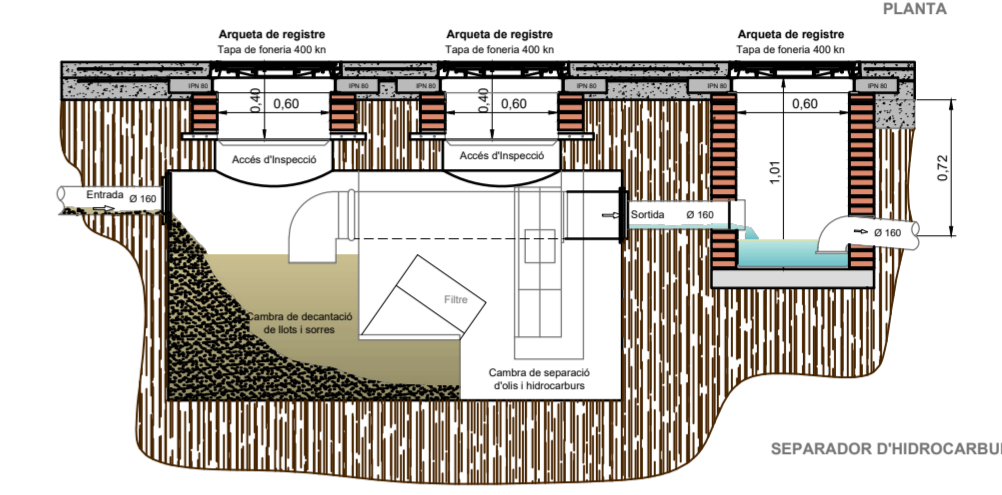 PLANTA
Arqueta de registre
Tapa de foneria 400 kn
Arqueta de registre
Tapa de foneria 400 kn
Arqueta de registre
Tapa de foneria 400 kn
IPN 80
IPN 80
IPN 80
IPN 80
IPN 80
IPN 80
0,40
0,60
0,40
0,60
0,60
Accés d'Inspecció
Accés d'Inspecció
1,01
0,72
Entrada
Ø 160
Sortida
Ø 160
Ø 160
Filtre
Cambra de decantació
de llots i sorres
Cambra de separació
d'olis i hidrocarburs
SEPARADOR D'HIDROCARBU